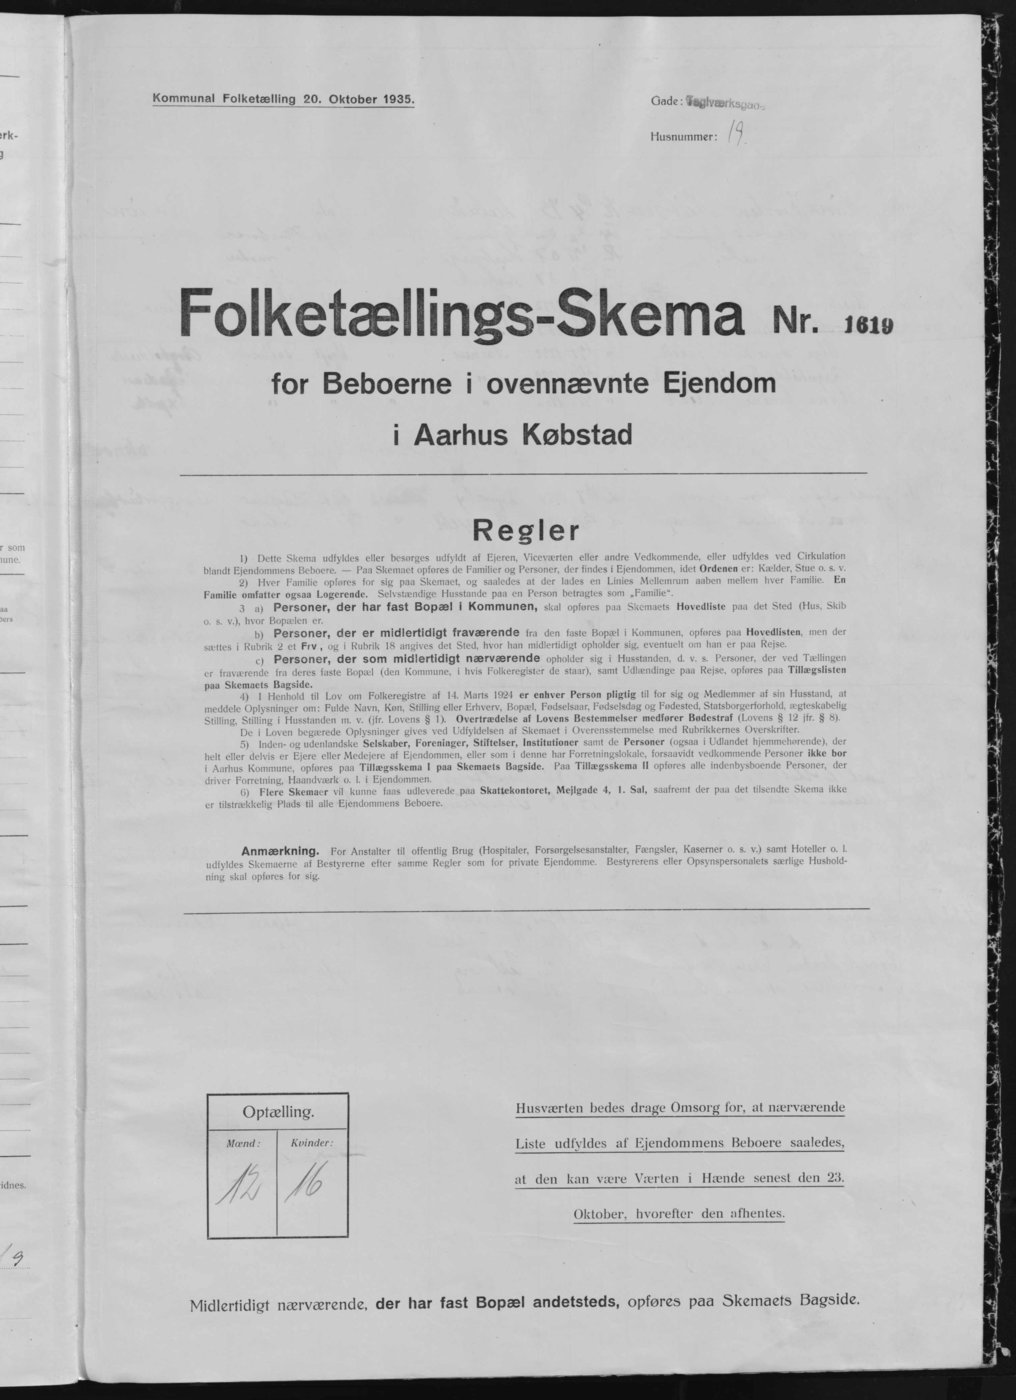 Kommunal Folketælling 20. Oktober 1935.
Gade:
Husnummer: 19.
Folketællings-Skema Nr. 1619
for Beboerne i ovennævnte Ejendom
i Aarhus Købstad
Regler
1) Dette Skema udfyldes eller besørges udfyldt af Ejeren, Viceværten eller andre Vedkommende, eller udfyldes ved Cirkulation
blandt Ejendommens Beboere. — Paa Skemaet opføres de Familier og Personer, der findes i Ejendommen, idet Ordenen er: Kælder, Stue o. s. v.
2) Hver Familie opføres for sig paa Skemaet, og saaledes at der lades en Linies Mellemrum aaben mellem hver Familie. En
Familie omfatter ogsaa Logerende. Selvstændige Husstande paa en Person betragtes som „Familie“.
3 a) Personer, der har fast Bopæl i Kommunen, skal opføres paa Skemaets Hovedliste paa det Sted (Hus, Skib
o. s. v.), hvor Bopælen er.
b) Personer, der er midlertidigt fraværende fra den faste Bopæl i Kommunen, opføres paa Hovedlisten, men der
sættes i Rubrik 2 et Frv, og i Rubrik 18 angives det Sted, hvor han midlertidigt opholder sig, eventuelt om han er paa Rejse.
c) Personer, der som midlertidigt nærværende opholder sig i Husstanden, d. v. s. Personer, der ved Tællingen
er fraværende fra deres faste Bopæl (den Kommune, i hvis Folkeregister de staar), samt Udlændinge paa Rejse, opføres paa Tillægslisten
paa Skemaets Bagside.
4) I Henhold til Lov om Folkeregistre af 14. Marts 1924 er enhver Person pligtig til for sig og Medlemmer af sin Husstand, at
meddele Oplysninger om: Fulde Navn, Køn, Stilling eller Erhverv, Bopæl, Fødselsaar, Fødselsdag og Fødested, Statsborgerforhold, ægteskabelig
Stilling, Stilling i Husstanden m. v. (jfr. Lovens § 1). Overtrædelse af Lovens Bestemmelser medfører Bødestraf (Lovens § 12 jfr. § 8).
De i Loven begærede Oplysninger gives ved Udfyldelsen af Skemaet i Overensstemmelse med Rubrikkernes Overskrifter.
5) Inden- og udenlandske Selskaber, Foreninger, Stiftelser, Institutioner samt de Personer (ogsaa i Udlandet hjemmehørende), der
helt eller delvis er Ejere eller Medejere af Ejendommen, eller som i denne har Forretningslokale, forsaavidt vedkommende Personer ikke bor
i Aarhus Kommune, opføres paa Tillægsskema I paa Skemaets Bagside. Paa Tillægsskema II opføres alle indenbysboende Personer, der
driver Forretning, Haandværk o. l. i Ejendommen.
6) Flere Skemaer vil kunne faas udleverede paa Skattekontoret, Mejlgade 4, 1. Sal, saafremt der paa det tilsendte Skema ikke
er tilstrækkelig Plads til alle Ejendommens Beboere.
Anmærkning. For Anstalter til offentlig Brug (Hospitaler, Forsørgelsesanstalter, Fængsler, Kaserner o. s. v.) samt Hoteller o. l.
udfyldes Skemaerne af Bestyrerne efter samme Regler som for private Ejendomme. Bestyrerens eller Opsynspersonalets særlige Hushold-
ning skal opføres for sig.
Optælling.
Mænd: Kvinder:
12 16
Husværten bedes drage Omsorg for, at nærværende
Liste udfyldes af Ejendommens Beboere saaledes,
at den kan være Værten i Hænde senest den 23.
Oktober, hvorefter den afhentes.
Midlertidigt nærværende, der har fast Bopæl andetsteds, opføres paa Skemaets Bagside.